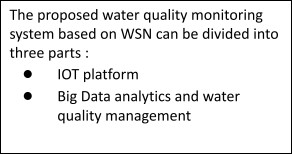 The proposed water quality monitoring
system based on WSN can be divided into
three parts :
● IOT platform
● Big Data analytics and water
quality management